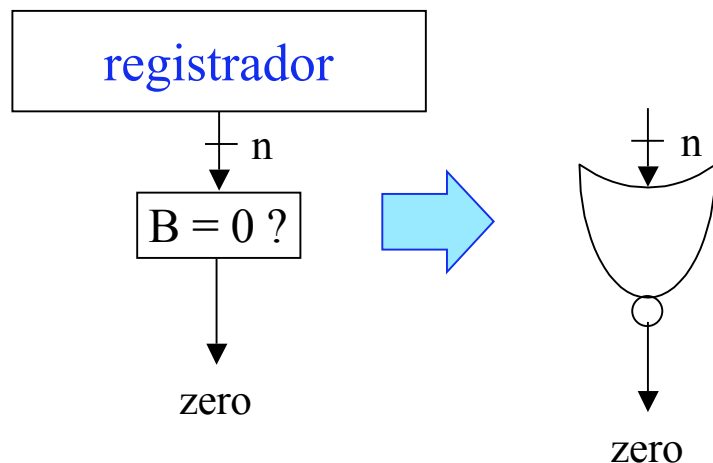 registrador
n
B = 0 ?
zero
n
zero